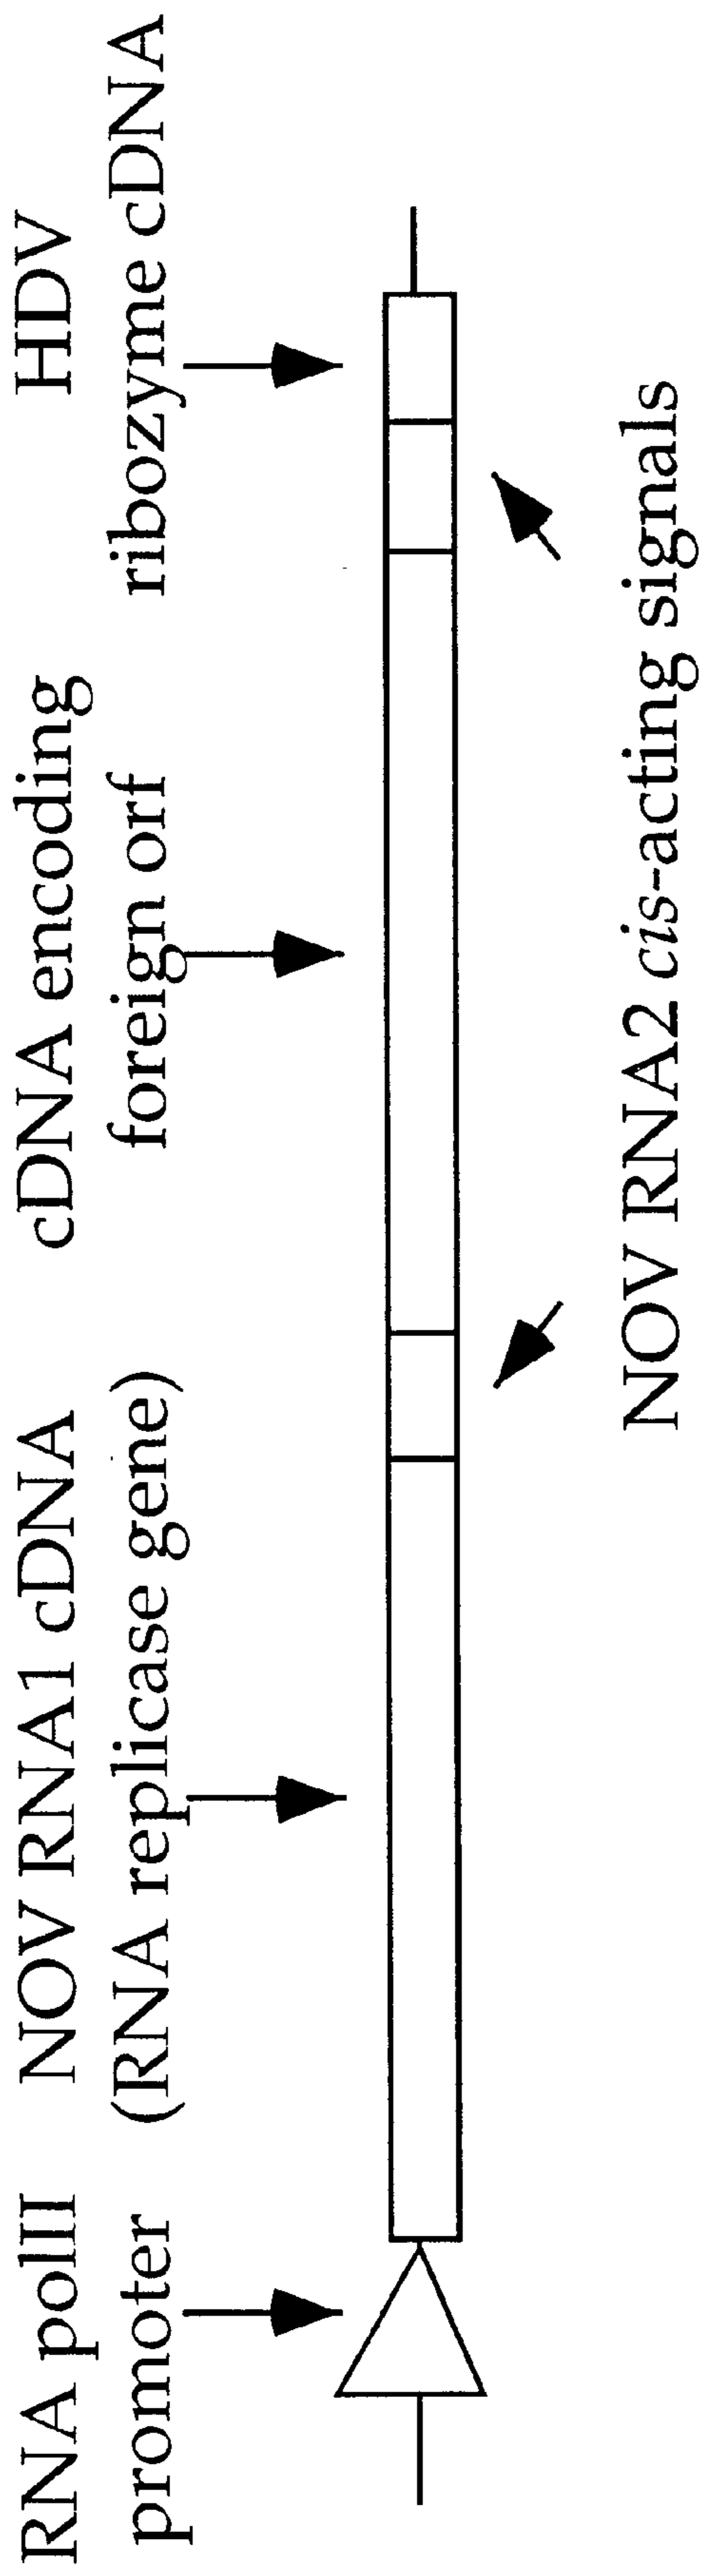 RNA polII
promoter
NOV RNA1 cDNA
(RNA replicase gene)
cDNA encoding
foreign orf
HDV
ribozyme cDNA
NOV RNA2 cis-acting signals